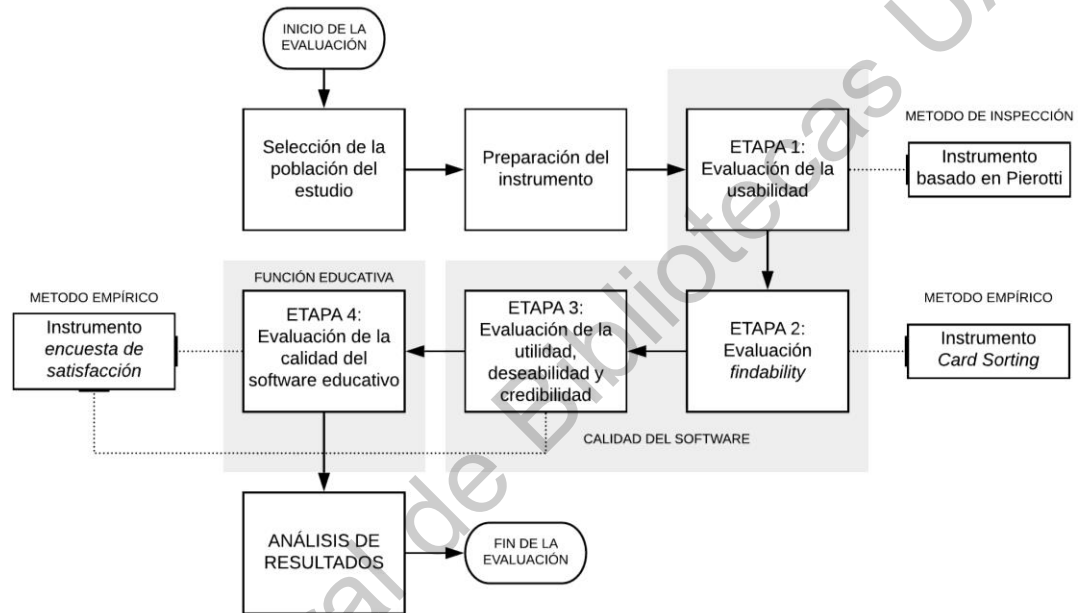 INICIO DE LA
EVALUACIÓN
Selección de la
población del
estudio
Preparación del
instrumento
ETAPA 1:
Evaluación de la
usabilidad
METODO DE INSPECCIÓN
Instrumento
basado en Pierotti
FUNCIÓN EDUCATIVA
METODO EMPÍRICO
Instrumento
encuesta de
satisfacción
ETAPA 4:
Evaluación de la
calidad del
software educativo
ETAPA 3:
Evaluación de la
utilidad,
deseabilidad y
credibilidad
ETAPA 2:
Evaluación
findability
METODO EMPÍRICO
Instrumento
Card Sorting
CALIDAD DEL SOFTWARE
ANÁLISIS DE
RESULTADOS
FIN DE LA
EVALUACIÓN
de Bibliotecas